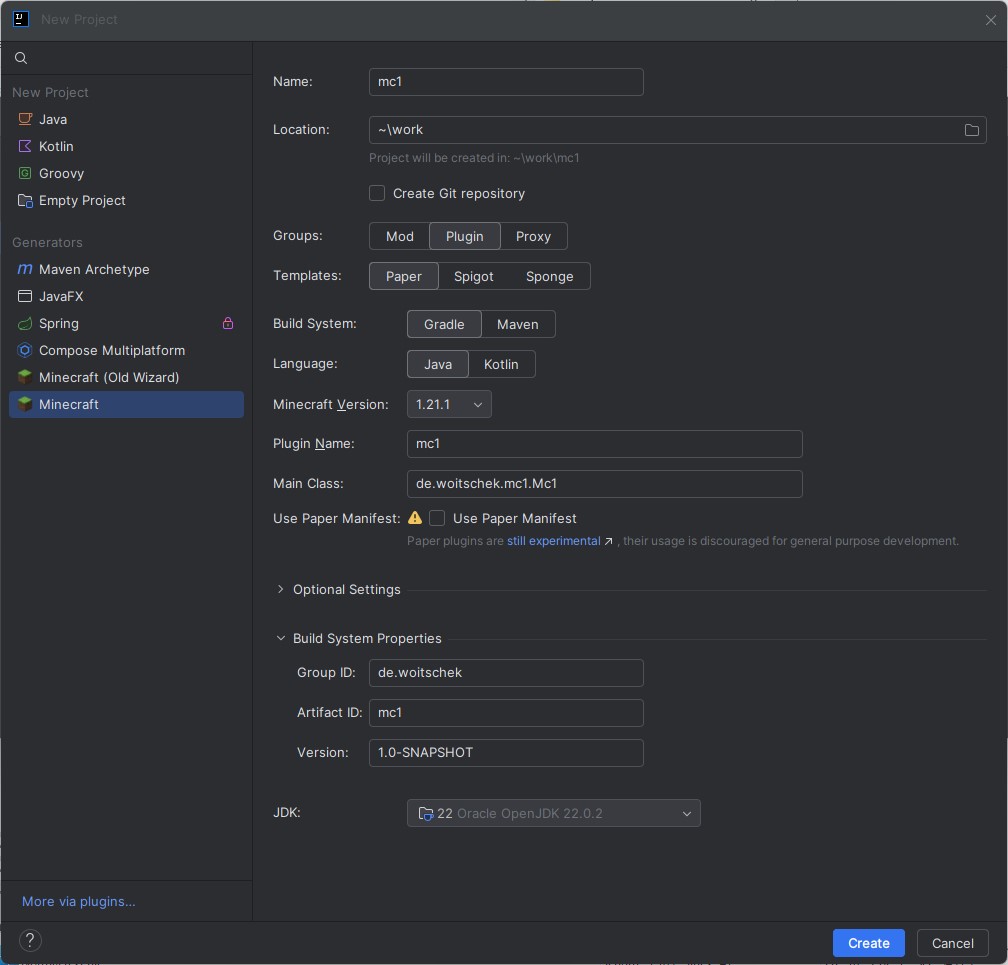 New Project
New Project
Java
Kotlin
Groovy
Empty Project
Generators
Maven Archetype
JavaFX
Spring
Compose Multiplatform
Minecraft (Old Wizard)
Minecraft
More via plugins...
Name: mc1
Location: ~\work
Project will be created in: ~\work\mc1
Create Git repository
Groups: Mod Plugin Proxy
Templates: Paper Spigot Sponge
Build System: Gradle Maven
Language: Java Kotlin
Minecraft Version: 1.21.1
Plugin Name: mc1
Main Class: de.woitschek.mc1.Mc1
Use Paper Manifest: Use Paper Manifest
Paper plugins are still experimental ↗ , their usage is discouraged for general purpose development.
Optional Settings
Build System Properties
Group ID: de.woitschek
Artifact ID: mc1
Version: 1.0-SNAPSHOT
JDK: 22 Oracle OpenJDK 22.0.2
? Create Cancel